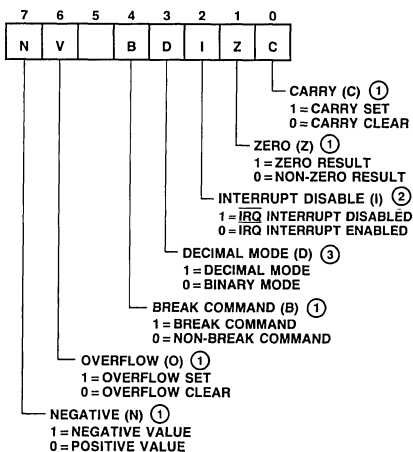 7 6 5 4 3 2 1 0
N V B D I Z C
CARRY (C) ①
1 = CARRY SET
0 = CARRY CLEAR
ZERO (Z) ①
1 = ZERO RESULT
0 = NON-ZERO RESULT
INTERRUPT DISABLE (I) ②
1 = IRQ INTERRUPT DISABLED
0 = IRQ INTERRUPT ENABLED
DECIMAL MODE (D) ③
1 = DECIMAL MODE
0 = BINARY MODE
BREAK COMMAND (B) ①
1 = BREAK COMMAND
0 = NON-BREAK COMMAND
OVERFLOW (O) ①
1 = OVERFLOW SET
0 = OVERFLOW CLEAR
NEGATIVE (N) ①
1 = NEGATIVE VALUE
0 = POSITIVE VALUE